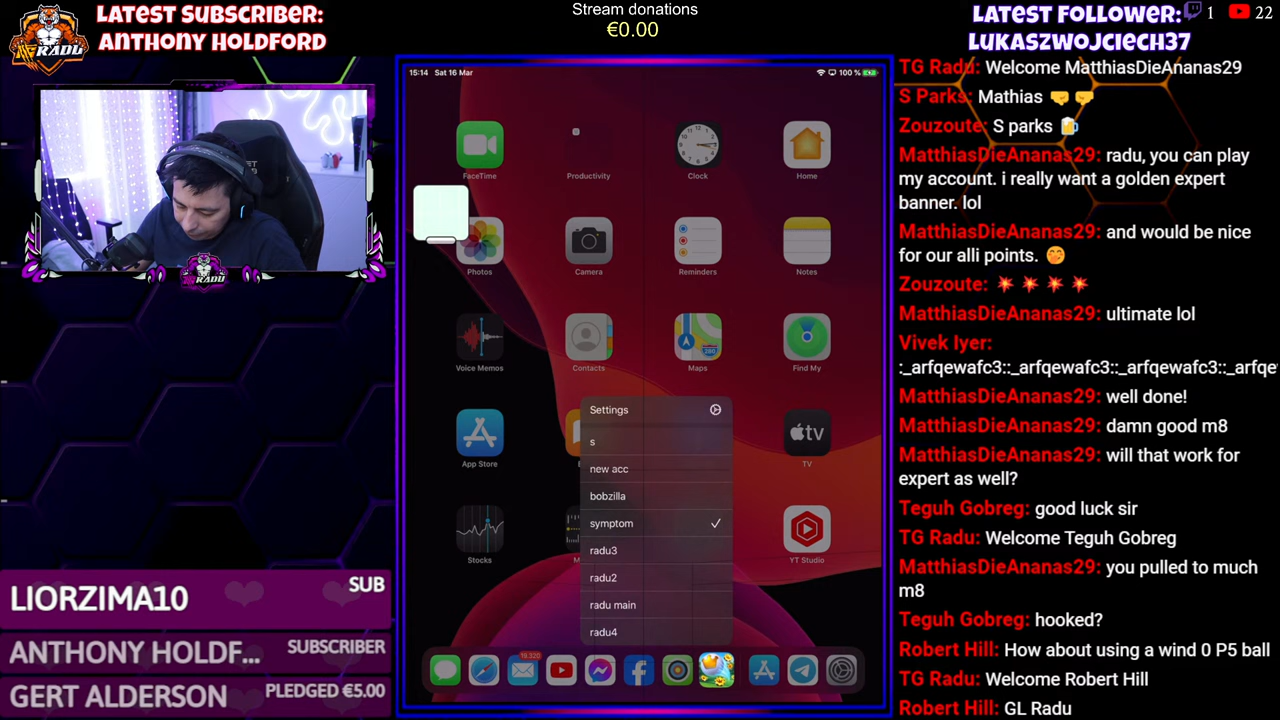 LATEST SUBSCRIBER:
ANTHONY HOLDFORD
RADU
Stream donations
€0.00
LATEST FOLLOWER:
LUKASZWOJCIECH37
1
22
15:14 Sat 16 Mar
100 %
FaceTime
Productivity
Clock
Home
Photos
Camera
Reminders
Notes
Voice Memos
Contacts
Maps
Find My
App Store
tv
TV
Stocks
YT Studio
Settings
s
new acc
bobzilla
symptom
radu3
radu2
radu main
radu4
RADU
LIORZIMA10
SUB
ANTHONY HOLDF...
SUBSCRIBER
GERT ALDERSON
PLEDGED €5.00
TG Radu: Welcome MatthiasDieAnanas29
S Parks: Mathias 🤜 🤛
Zouzoute: S parks 🍺
MatthiasDieAnanas29: radu, you can play
my account. i really want a golden expert
banner. lol
MatthiasDieAnanas29: and would be nice
for our alli points. 🤭
Zouzoute: 💥 💥 💥 💥
MatthiasDieAnanas29: ultimate lol
Vivek Iyer:
:_arfqewafc3::_arfqewafc3::_arfqewafc3::_arfqe
MatthiasDieAnanas29: well done!
MatthiasDieAnanas29: damn good m8
MatthiasDieAnanas29: will that work for
expert as well?
Teguh Gobreg: good luck sir
TG Radu: Welcome Teguh Gobreg
MatthiasDieAnanas29: you pulled to much
m8
Teguh Gobreg: hooked?
Robert Hill: How about using a wind 0 P5 ball
TG Radu: Welcome Robert Hill
Robert Hill: GL Radu